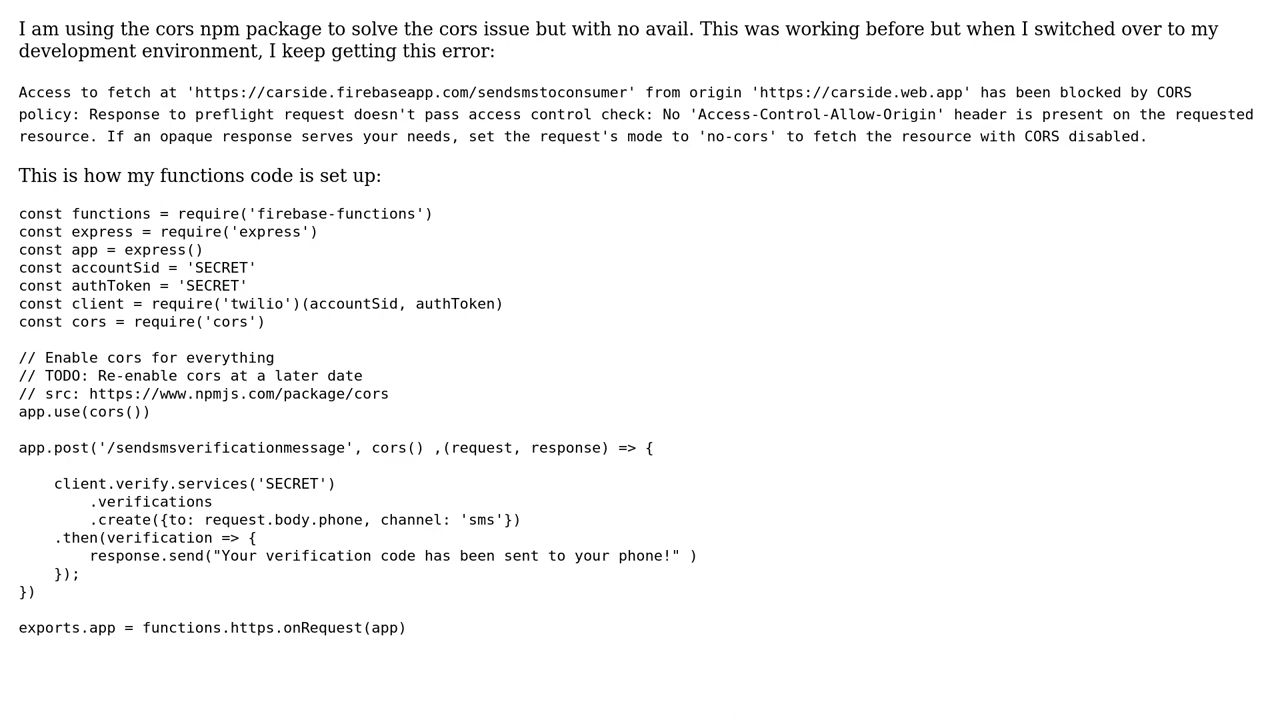 I am using the cors npm package to solve the cors issue but with no avail. This was working before but when I switched over to my
development environment, I keep getting this error:
Access to fetch at 'https://carside.firebaseapp.com/sendsmstoconsumer' from origin 'https://carside.web.app' has been blocked by CORS
policy: Response to preflight request doesn't pass access control check: No 'Access-Control-Allow-Origin' header is present on the requested
resource. If an opaque response serves your needs, set the request's mode to 'no-cors' to fetch the resource with CORS disabled.
This is how my functions code is set up:
const functions = require('firebase-functions')
const express = require('express')
const app = express()
const accountSid = 'SECRET'
const authToken = 'SECRET'
const client = require('twilio')(accountSid, authToken)
const cors = require('cors')
// Enable cors for everything
// TODO: Re-enable cors at a later date
// src: https://www.npmjs.com/package/cors
app.use(cors())
app.post('/sendsmsverificationmessage', cors() ,(request, response) => {
    client.verify.services('SECRET')
        .verifications
        .create({to: request.body.phone, channel: 'sms'})
    .then(verification => {
        response.send("Your verification code has been sent to your phone!" )
    });
})
exports.app = functions.https.onRequest(app)